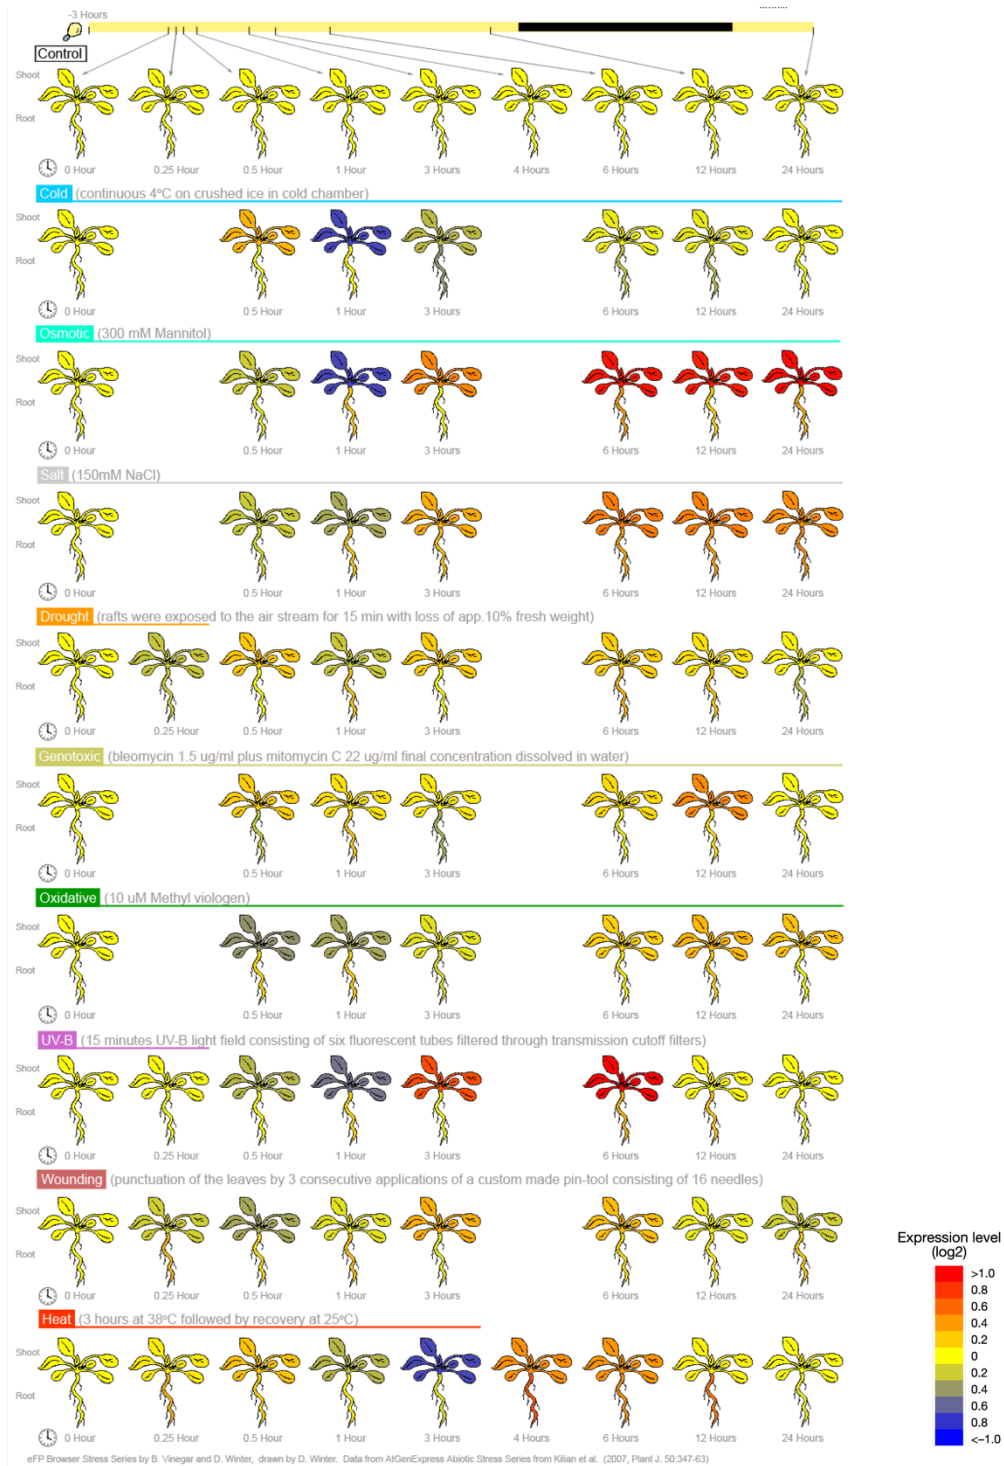 -3 Hours
Control
Shoot
Root
0 Hour 0.25 Hour 0.5 Hour 1 Hour 3 Hours 4 Hours 6 Hours 12 Hours 24 Hours
Cold (continuous 4ºC on crushed ice in cold chamber)
Shoot
Root
0 Hour 0.5 Hour 1 Hour 3 Hours 6 Hours 12 Hours 24 Hours
Osmotic (300 mM Mannitol)
Shoot
Root
0 Hour 0.5 Hour 1 Hour 3 Hours 6 Hours 12 Hours 24 Hours
Salt (150mM NaCl)
Shoot
Root
0 Hour 0.5 Hour 1 Hour 3 Hours 6 Hours 12 Hours 24 Hours
Drought (rafts were exposed to the air stream for 15 min with loss of app.10% fresh weight)
Shoot
Root
0 Hour 0.25 Hour 0.5 Hour 1 Hour 3 Hours 6 Hours 12 Hours 24 Hours
Genotoxic (bleomycin 1.5 ug/ml plus mitomycin C 22 ug/ml final concentration dissolved in water)
Shoot
Root
0 Hour 0.5 Hour 1 Hour 3 Hours 6 Hours 12 Hours 24 Hours
Oxidative (10 uM Methyl viologen)
Shoot
Root
0 Hour 0.5 Hour 1 Hour 3 Hours 6 Hours 12 Hours 24 Hours
UV-B (15 minutes UV-B light field consisting of six fluorescent tubes filtered through transmission cutoff filters)
Shoot
Root
0 Hour 0.25 Hour 0.5 Hour 1 Hour 3 Hours 6 Hours 12 Hours 24 Hours
Wounding (punctuation of the leaves by 3 consecutive applications of a custom made pin-tool consisting of 16 needles)
Shoot
Root
0 Hour 0.25 Hour 0.5 Hour 1 Hour 3 Hours 6 Hours 12 Hours 24 Hours
Heat (3 hours at 38ºC followed by recovery at 25ºC)
Shoot
Root
0 Hour 0.25 Hour 0.5 Hour 1 Hour 3 Hours 4 Hours 6 Hours 12 Hours 24 Hours
eFP Browser Stress Series by B. Vinegar and D. Winter, drawn by D. Winter. Data from AtGenExpress Abiotic Stress Series from Kilian et al. (2007, Plant J. 50:347-63)
Expression level
(log2)
>1.0
0.8
0.6
0.4
0.2
0
0.2
0.4
0.6
0.8
<-1.0